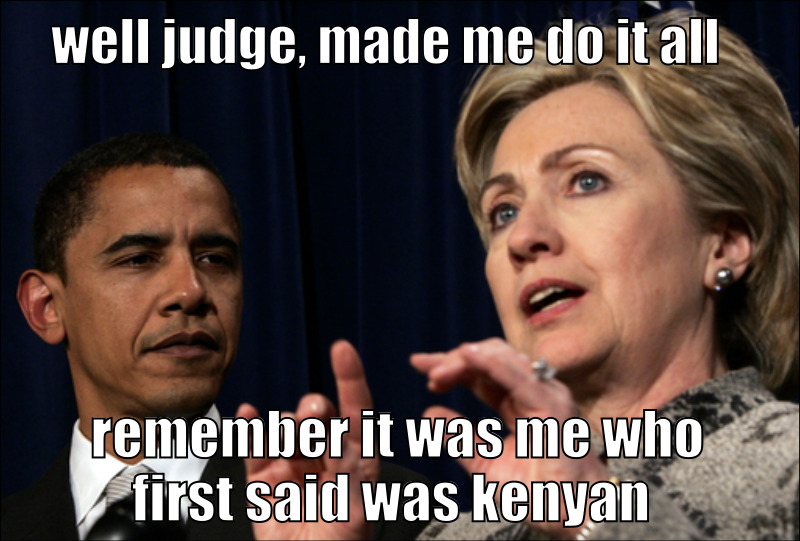 well judge, made me do it all
remember it was me who
first said was kenyan